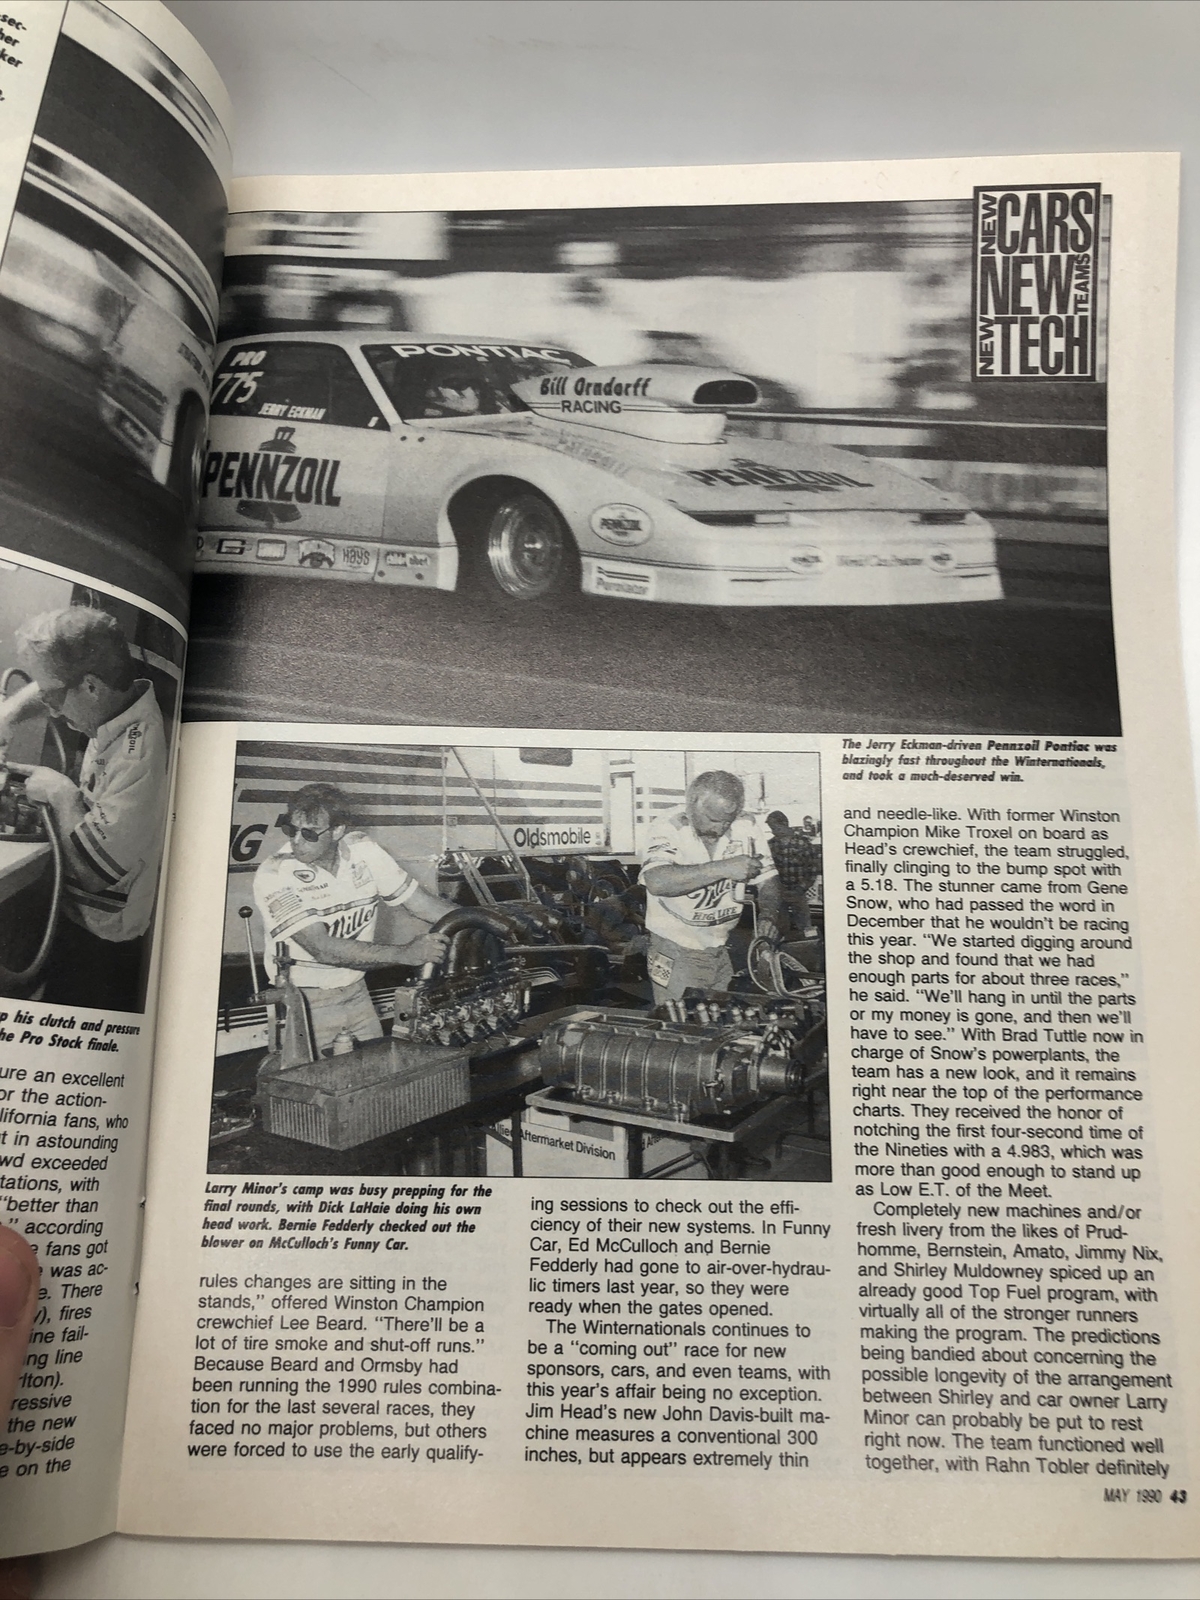 sec-
her
ker
NEW
CARS
NEW
TEAMS
NEW
TECH
PONTIAC
PRO
775
JERRY ECKMAN
Bill Orndorff
RACING
PENNZOIL
PENNZOIL
PENNZOIL
Hays
Purolator
The Jerry Eckman-driven Pennzoil Pontiac was
blazingly fast throughout the Winternationals,
and took a much-deserved win.
Oldsmobile
Miller
Miller
HIGH LIFE
Aftermarket Division
p his clutch and pressure
he Pro Stock finale.
ure an excellent
or the action-
lifornia fans, who
t in astounding
wd exceeded
tations, with
"better than
," according
e fans got
was ac-
e. There
y), fires
ine fail-
ng line
rlton).
ressive
the new
e-by-side
e on the
Larry Minor's camp was busy prepping for the
final rounds, with Dick LaHaie doing his own
head work. Bernie Fedderly checked out the
blower on McCulloch's Funny Car.
rules changes are sitting in the
stands," offered Winston Champion
crewchief Lee Beard. "There'll be a
lot of tire smoke and shut-off runs."
Because Beard and Ormsby had
been running the 1990 rules combina-
tion for the last several races, they
faced no major problems, but others
were forced to use the early qualify-
ing sessions to check out the effi-
ciency of their new systems. In Funny
Car, Ed McCulloch and Bernie
Fedderly had gone to air-over-hydrau-
lic timers last year, so they were
ready when the gates opened.
The Winternationals continues to
be a "coming out" race for new
sponsors, cars, and even teams, with
this year's affair being no exception.
Jim Head's new John Davis-built ma-
chine measures a conventional 300
inches, but appears extremely thin
and needle-like. With former Winston
Champion Mike Troxel on board as
Head's crewchief, the team struggled,
finally clinging to the bump spot with
a 5.18. The stunner came from Gene
Snow, who had passed the word in
December that he wouldn't be racing
this year. "We started digging around
the shop and found that we had
enough parts for about three races,"
he said. "We'll hang in until the parts
or my money is gone, and then we'll
have to see." With Brad Tuttle now in
charge of Snow's powerplants, the
team has a new look, and it remains
right near the top of the performance
charts. They received the honor of
notching the first four-second time of
the Nineties with a 4.983, which was
more than good enough to stand up
as Low E.T. of the Meet.
Completely new machines and/or
fresh livery from the likes of Prud-
homme, Bernstein, Amato, Jimmy Nix,
and Shirley Muldowney spiced up an
already good Top Fuel program, with
virtually all of the stronger runners
making the program. The predictions
being bandied about concerning the
possible longevity of the arrangement
between Shirley and car owner Larry
Minor can probably be put to rest
right now. The team functioned well
together, with Rahn Tobler definitely
MAY 1990 43